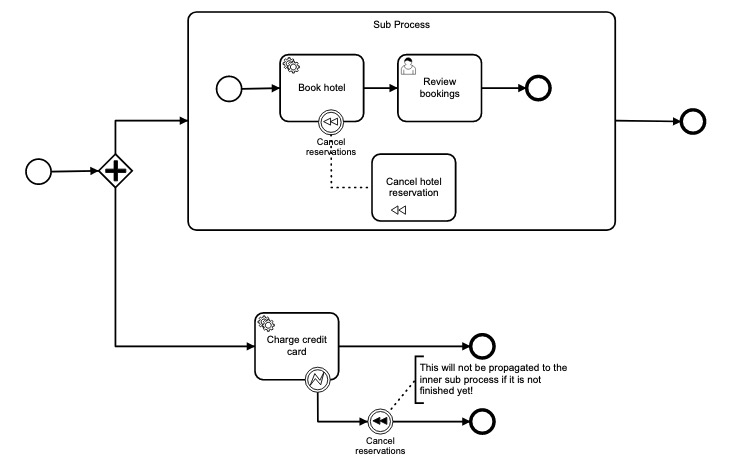 Sub Process
Book hotel
Review
bookings
Cancel
reservations
Cancel hotel
reservation
Charge credit
card
This will not be propagated to the
inner sub process if it is not
finished yet!
Cancel
reservations